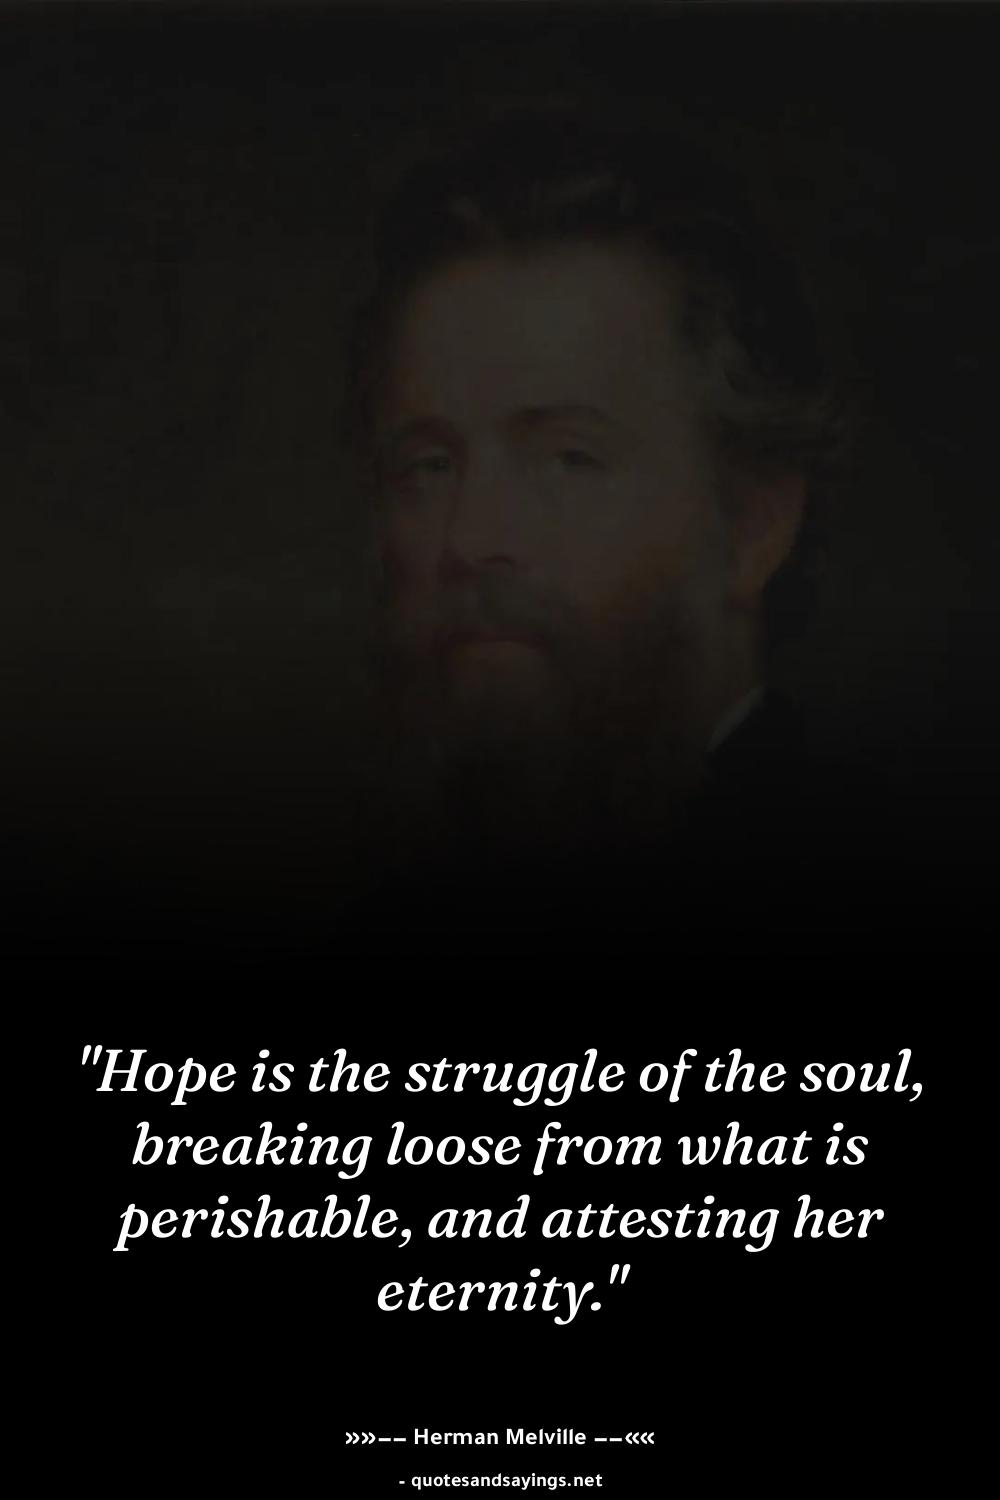 "Hope is the struggle of the soul,
breaking loose from what is
perishable, and attesting her
eternity."
»»−− Herman Melville −−««
- quotesandsayings.net